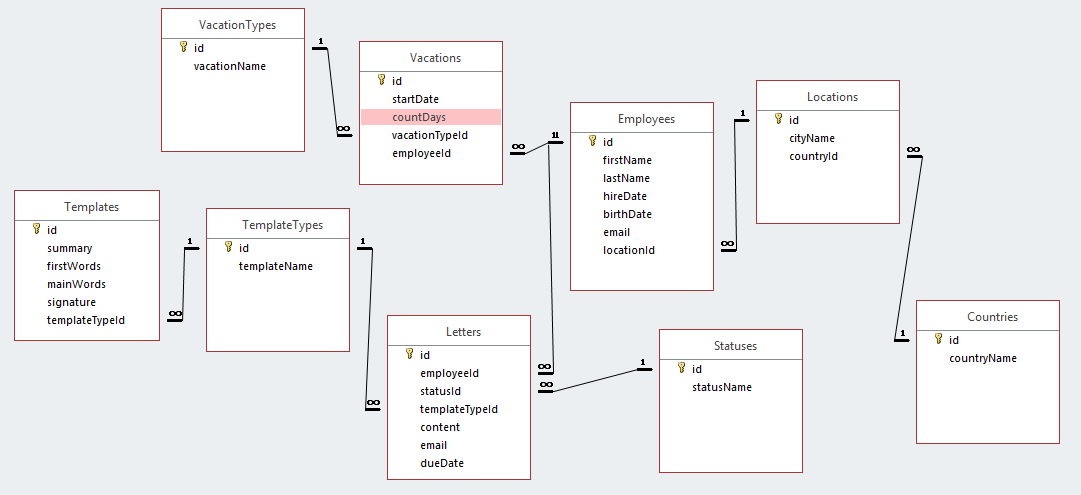 VacationTypes
id
vacationName
1
∞
Vacations
id
startDate
countDays
vacationTypeId
employeeId
∞
11
Employees
id
firstName
lastName
hireDate
birthDate
email
locationId
1
∞
Locations
id
cityName
countryId
∞
1
Templates
id
summary
firstWords
mainWords
signature
templateTypeId
1
∞
TemplateTypes
id
templateName
1
∞
Letters
id
employeeId
statusId
templateTypeId
content
email
dueDate
∞
∞
1
Statuses
id
statusName
Countries
id
countryName